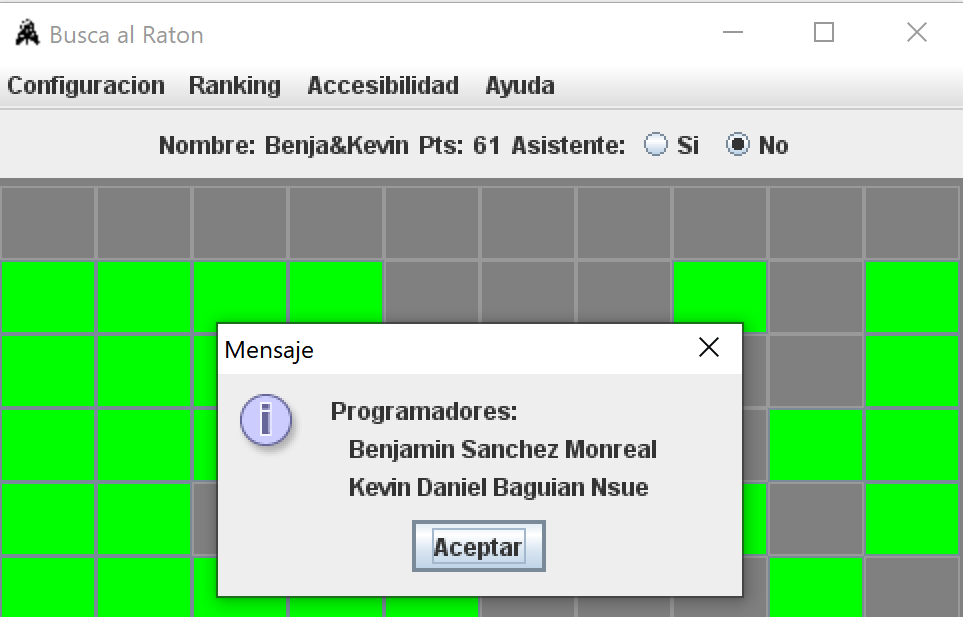 Busca al Raton
Configuracion Ranking Accesibilidad Ayuda
Nombre: Benja&Kevin Pts: 61 Asistente: Si No
Mensaje
i
Programadores:
Benjamin Sanchez Monreal
Kevin Daniel Baguian Nsue
Aceptar